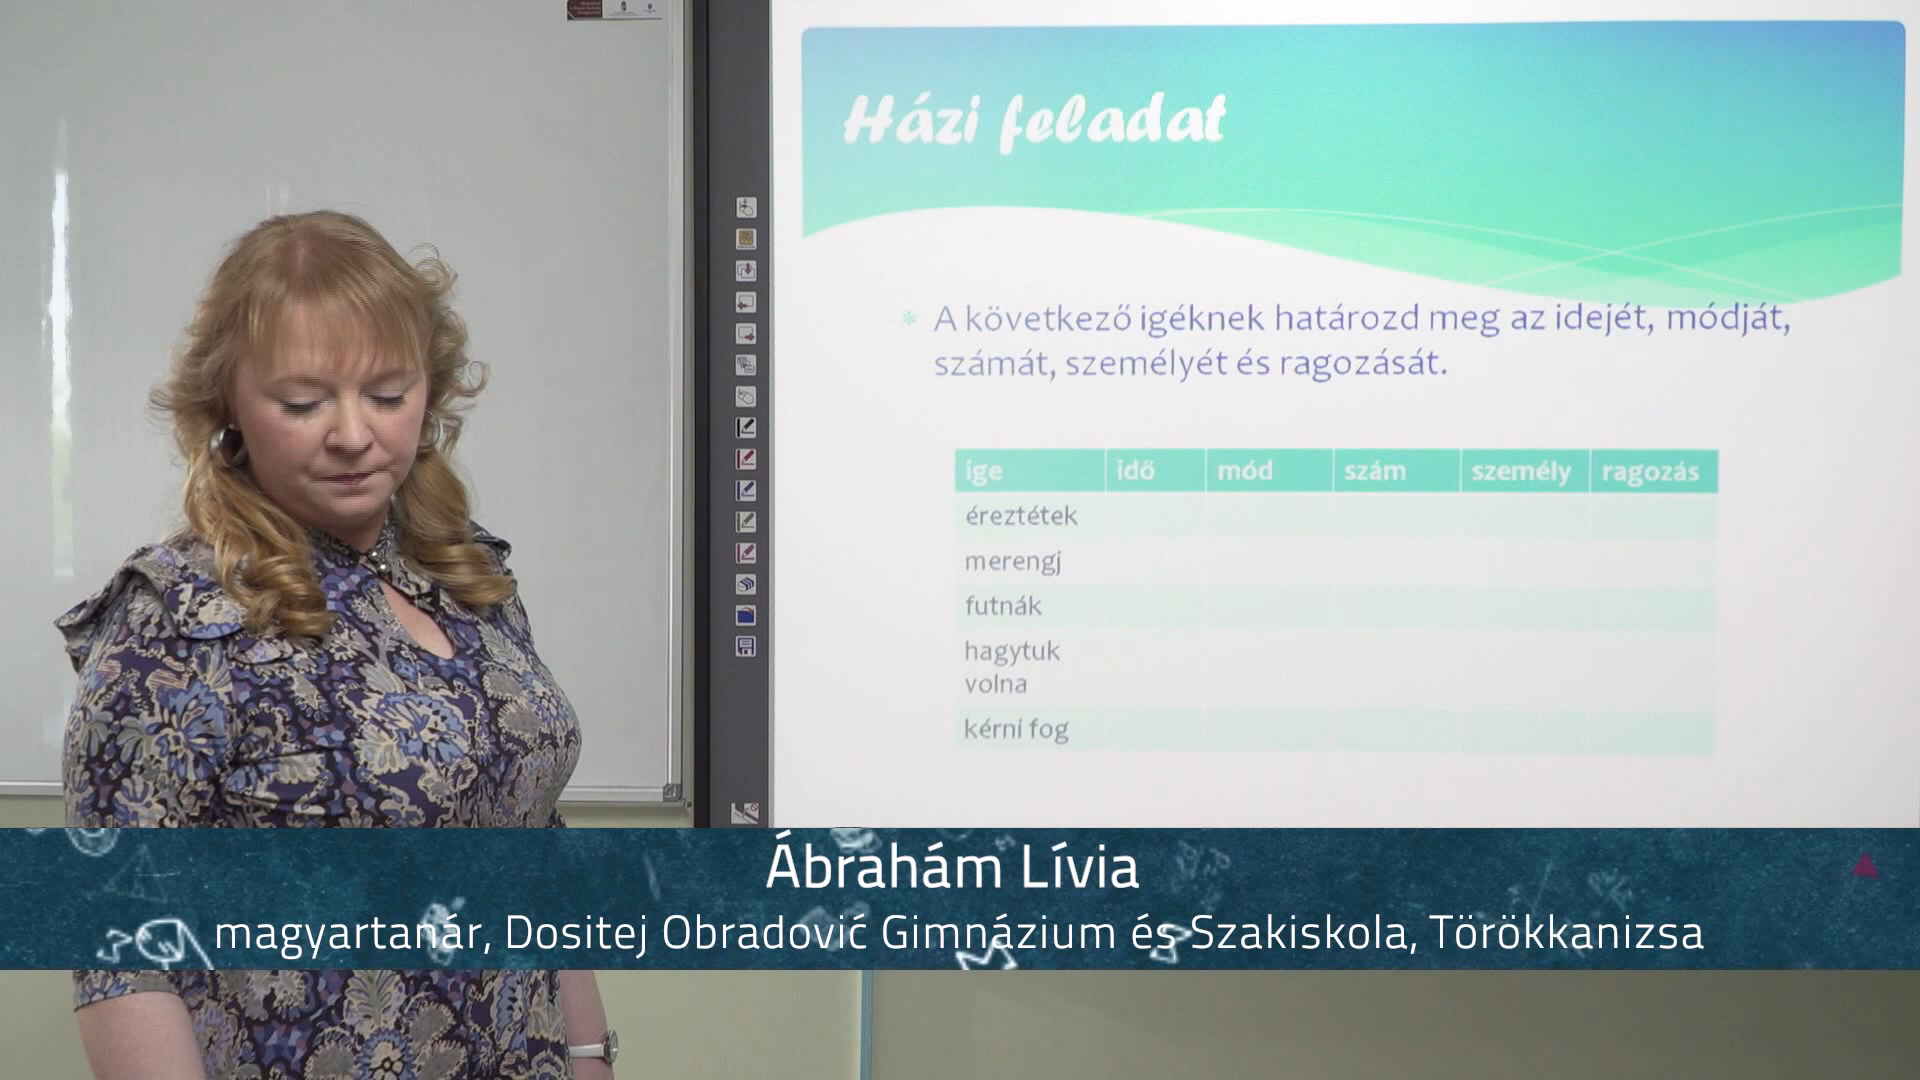 Házi feladat
* A következő igéknek határozd meg az idejét, módját,
számát, személyét és ragozását.
ige idő mód szám személy ragozás
éreztétek
merengj
futnák
hagytuk
volna
kérni fog
Ábrahám Lívia
magyartanár, Dositej Obradović Gimnázium és Szakiskola, Törökkanizsa